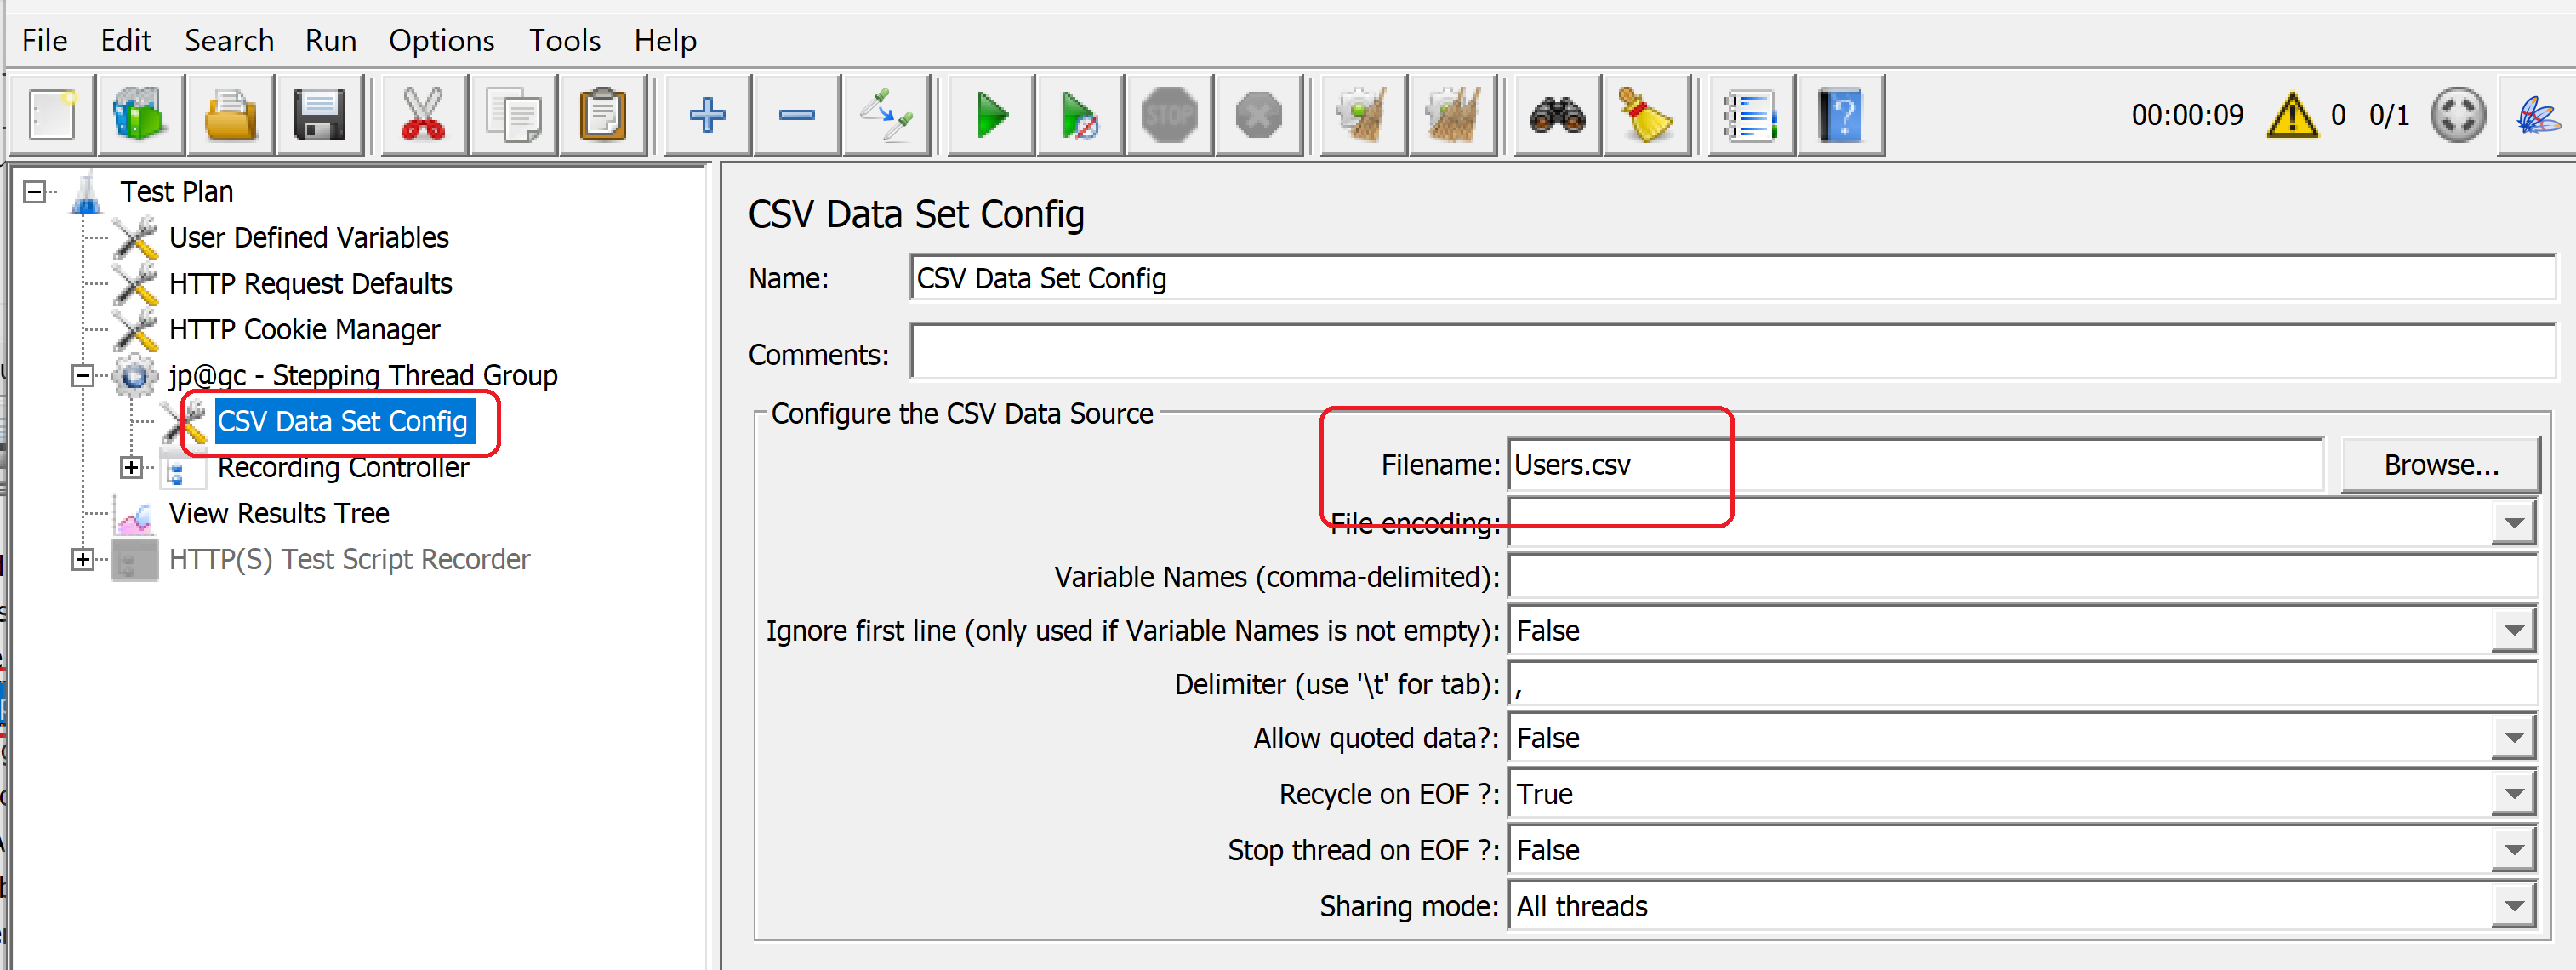 File Edit Search Run Options Tools Help
STOP
00:00:09 0 0/1
Test Plan
User Defined Variables
HTTP Request Defaults
HTTP Cookie Manager
jp@gc - Stepping Thread Group
CSV Data Set Config
Recording Controller
View Results Tree
HTTP(S) Test Script Recorder
CSV Data Set Config
Name: CSV Data Set Config
Comments:
Configure the CSV Data Source
Filename: Users.csv Browse...
File encoding:
Variable Names (comma-delimited):
Ignore first line (only used if Variable Names is not empty): False
Delimiter (use '\t' for tab): ,
Allow quoted data?: False
Recycle on EOF ?: True
Stop thread on EOF ?: False
Sharing mode: All threads